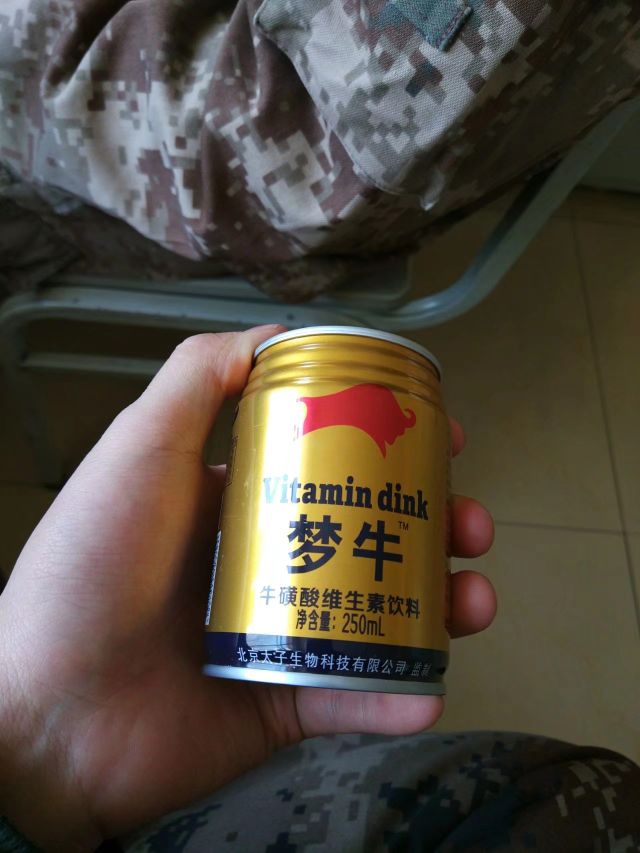 Vitamin dink
梦牛™
牛磺酸维生素饮料
净含量：250mL
北京天子生物科技有限公司 监制